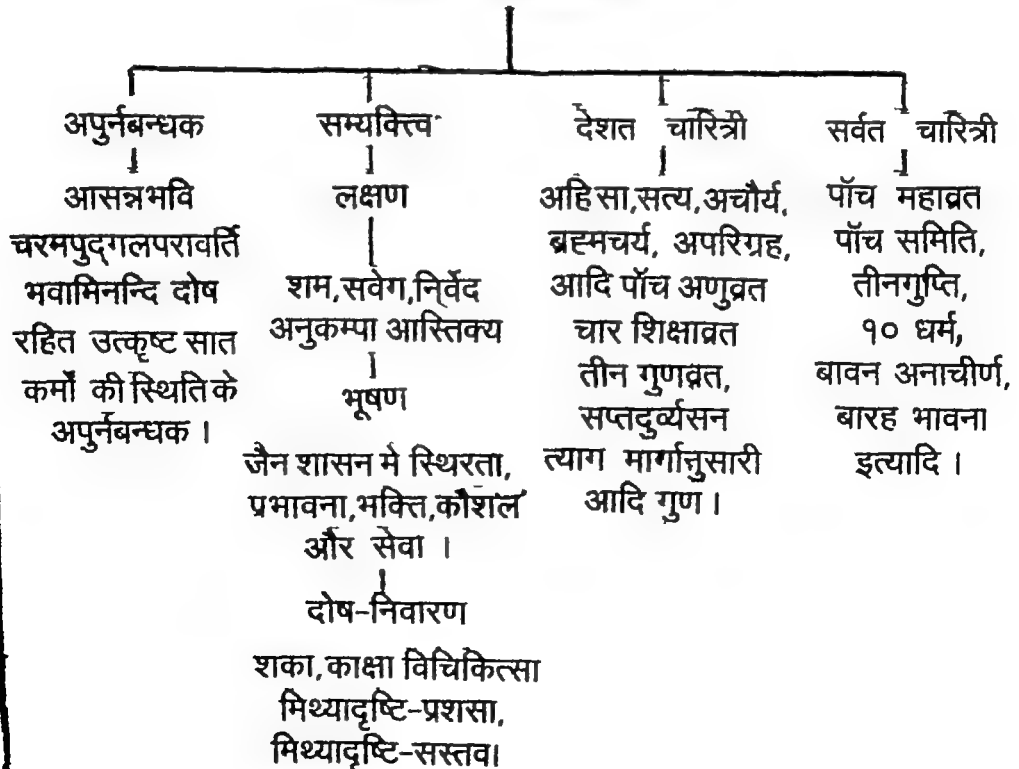 अपुर्नबन्धक
आसन्नभवि
चरमपुद्गलपरावर्ति
भवामिनन्दि दोष
रहित उत्कृष्ट सात
कर्मों की स्थिति के
अपुर्नबन्धक ।
सम्यक्त्वि
लक्षण
शम, सवेग, निर्वेद
अनुकम्पा आस्तिक्य
भूषण
जैन शासन मे स्थिरता,
प्रभावना, भक्ति, कौशल
और सेवा ।
दोष-निवारण
शका, काक्षा विचिकित्सा
मिथ्यादृष्टि-प्रशसा,
मिथ्यादृष्टि-सस्तव।
देशत चारित्री
अहिसा, सत्य, अचौर्य,
ब्रह्मचर्य, अपरिग्रह,
आदि पॉच अणुव्रत
चार शिक्षाव्रत
तीन गुणव्रत,
सप्तदुर्व्यसन
त्याग मार्गानुसारी
आदि गुण ।
सर्वत चारित्री
पॉच महाव्रत
पॉच समिति,
तीनगुप्ति,
१० धर्म,
बावन अनाचीर्ण,
बारह भावना
इत्यादि ।